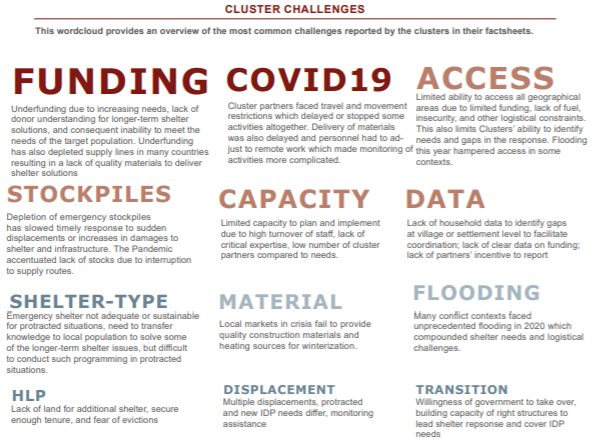 CLUSTER CHALLENGES
This wordcloud provides an overview of the most common challenges reported by the clusters in their factsheets.
FUNDING
Underfunding due to increasing needs, lack of
donor understanding for longer-term shelter
solutions, and consequent inability to meet the
needs of the target population. Underfunding
has also depleted supply lines in many countries
resulting in a lack of quality materials to deliver
shelter solutions
COVID19
Cluster partners faced travel and movement
restrictions which delayed or stopped some
activities altogether. Delivery of materials
was also delayed and personnel had to ad-
just to remote work which made monitoring of
activities more complicated.
ACCESS
Limited ability to access all geographical
areas due to limited funding, lack of fuel,
insecurity, and other logistical constraints.
This also limits Clusters' ability to identify
needs and gaps in the response. Flooding
this year hampered access in some
contexts.
STOCKPILES
Depletion of emergency stockpiles
has slowed timely response to sudden
displacements or increases in damages to
shelter and infrastructure. The Pandemic
accentuated lack of stocks due to interruption
to supply routes.
CAPACITY
Limited capacity to plan and implement
due to high turnover of staff, lack of
critical expertise, low number of cluster
partners compared to needs.
DATA
Lack of household data to identify gaps
at village or settlement level to facilitate
coordination; lack of clear data on funding;
lack of partners' incentive to report
SHELTER-TYPE
Emergency shelter not adequate or sustainable
for protracted situations, need to transfer
knowledge to local population to solve some
of the longer-term shelter issues, but difficult
to conduct such programming in protracted
situations.
MATERIAL
Local markets in crisis fail to provide
quality construction materials and
heating sources for winterization.
FLOODING
Many conflict contexts faced
unprecedented flooding in 2020 which
compounded shelter needs and logistical
challenges.
HLP
Lack of land for additional shelter, secure
enough tenure, and fear of evictions
DISPLACEMENT
Multiple displacements, protracted
and new IDP needs differ, monitoring
assistance
TRANSITION
Willingness of government to take over,
building capacity of right structures to
lead shelter repsonse and cover IDP
needs